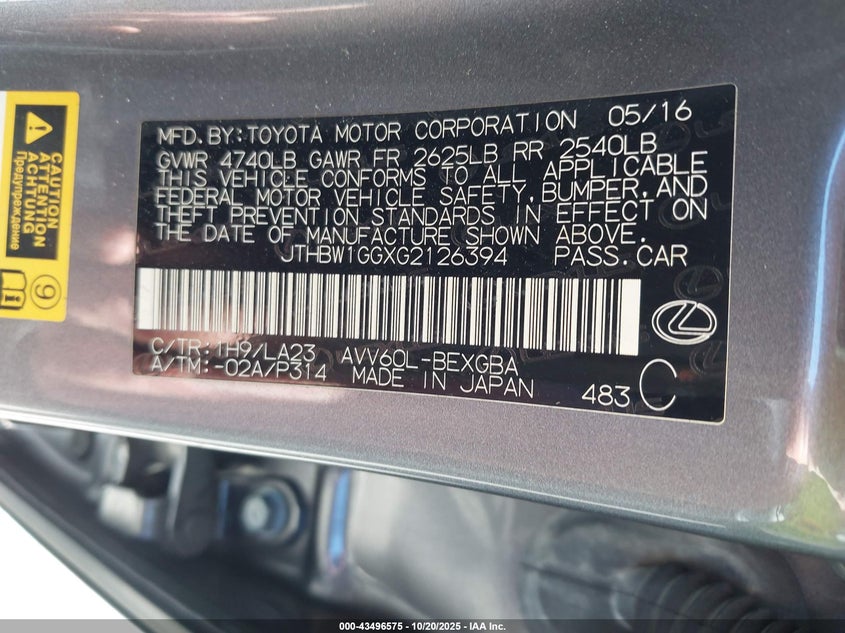 MFD.BY:TOYOTA MOTOR CORPORATION 05/16
GVWR 4740LB GAWR FR 2625LB RR 2540LB
THIS VEHICLE CONFORMS TO ALL APPLICABLE
FEDERAL MOTOR VEHICLE SAFETY,BUMPER,AND
THEFT PREVENTION STANDARDS IN EFFECT ON
THE DATE OF MANUFACTURE SHOWN ABOVE.
JTHBW1GGXG2126394 PASS.CAR
C/TR:1H9/LA23 AVV60L-BEXGBA
A/TM:-02A/P314 MADE IN JAPAN
483 C
CAUTION
ATTENTION
ACHTUNG
Предупреждение
9
000-43496575 - 10/20/2025 - IAA Inc.